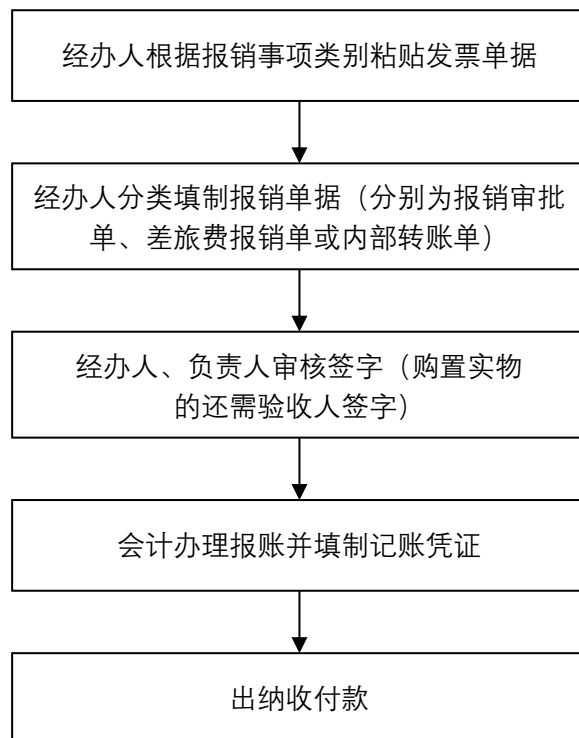 经办人根据报销事项类别粘贴发票单据
经办人分类填制报销单据（分别为报销审批
单、差旅费报销单或内部转账单）
经办人、负责人审核签字（购置实物
的还需验收人签字）
会计办理报账并填制记账凭证
出纳收付款